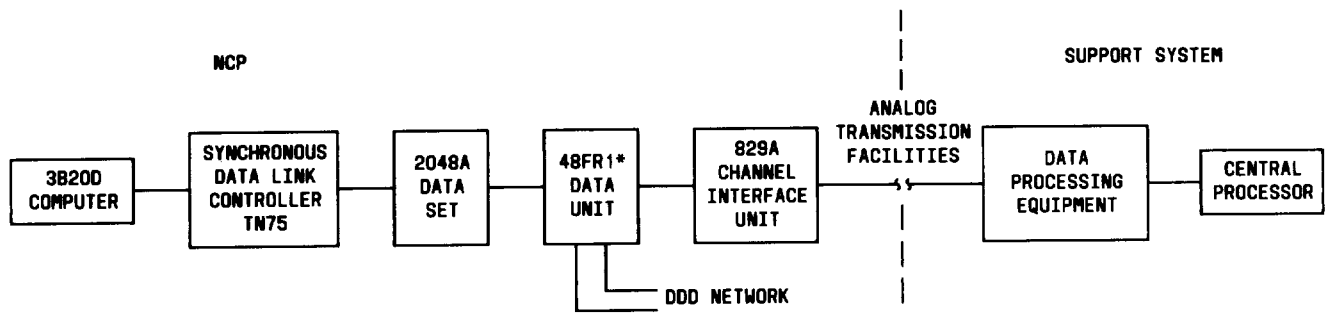 NCP
SUPPORT SYSTEM
3B20D
COMPUTER
SYNCHRONOUS
DATA LINK
CONTROLLER
TN75
2048A
DATA
SET
48FR1*
DATA
UNIT
829A
CHANNEL
INTERFACE
UNIT
ANALOG
TRANSMISSION
FACILITIES
DATA
PROCESSING
EQUIPMENT
CENTRAL
PROCESSOR
DDD NETWORK